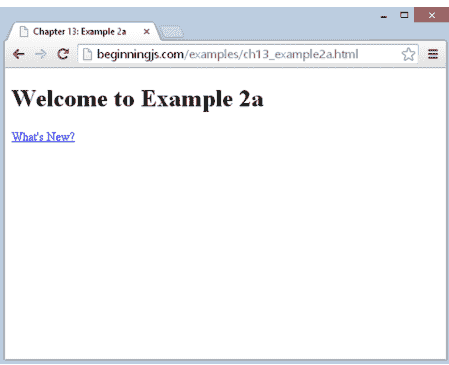 Chapter 13: Example 2a
beginningjs.com/examples/ch13_example2a.html
Welcome to Example 2a
What's New?